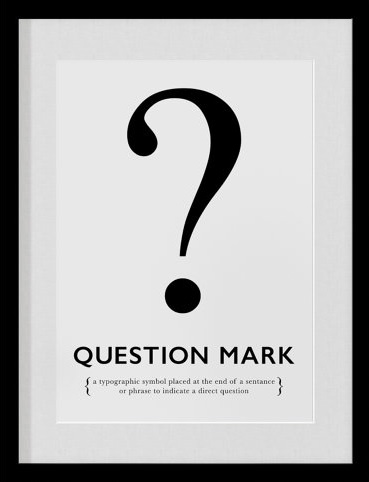 ?
QUESTION MARK
{ a typographic symbol placed at the end of a sentance
or phrase to indicate a direct question }